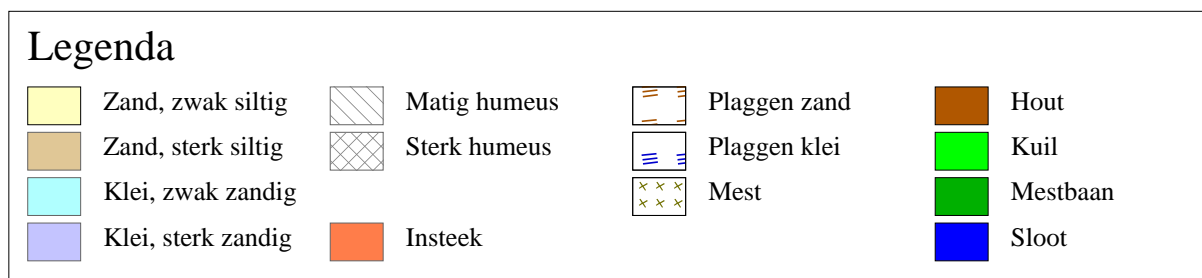 Legenda
Zand, zwak siltig
Matig humeus
Plaggen zand
Hout
Zand, sterk siltig
Sterk humeus
Plaggen klei
Kuil
Klei, zwak zandig
Mest
Mestbaan
Klei, sterk zandig
Insteek
Sloot